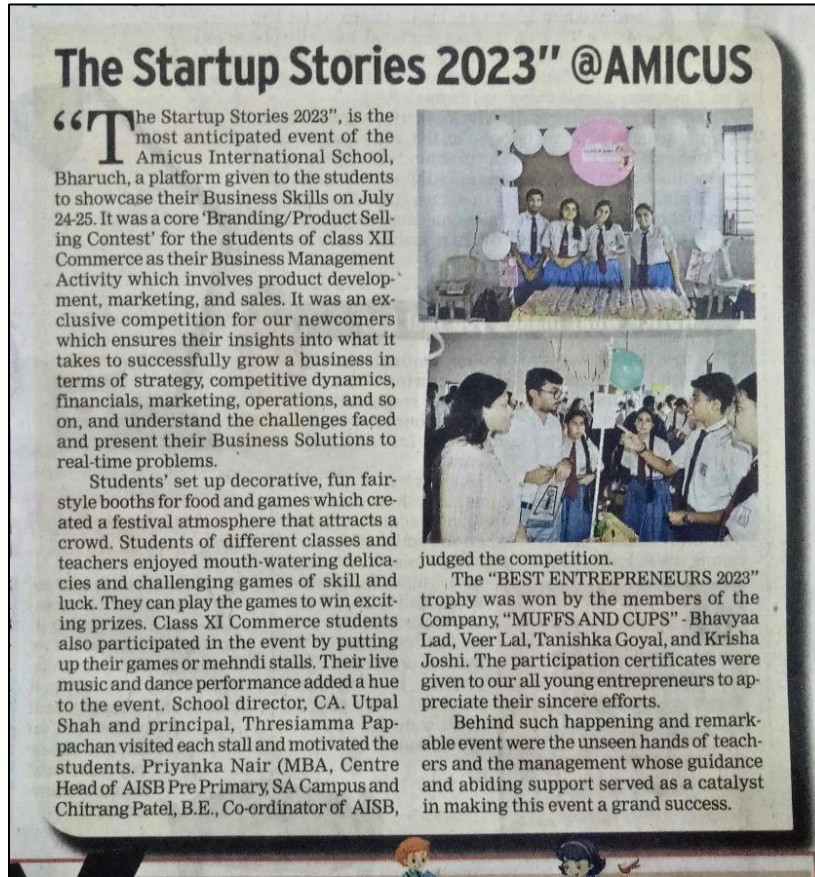 The Startup Stories 2023” @AMICUS
“The Startup Stories 2023”, is the
most anticipated event of the
Amicus International School,
Bharuch, a platform given to the students
to showcase their Business Skills on July
24-25. It was a core ‘Branding/Product Sell-
ing Contest’ for the students of class XII
Commerce as their Business Management
Activity which involves product develop-
ment, marketing, and sales. It was an ex-
clusive competition for our newcomers
which ensures their insights into what it
takes to successfully grow a business in
terms of strategy, competitive dynamics,
financials, marketing, operations, and so
on, and understand the challenges faced
and present their Business Solutions to
real-time problems.
Students’ set up decorative, fun fair-
style booths for food and games which cre-
ated a festival atmosphere that attracts a
crowd. Students of different classes and
teachers enjoyed mouth-watering delica-
cies and challenging games of skill and
luck. They can play the games to win excit-
ing prizes. Class XI Commerce students
also participated in the event by putting
up their games or mehndi stalls. Their live
music and dance performance added a hue
to the event. School director, CA. Utpal
Shah and principal, Thresiamma Pap-
pachan visited each stall and motivated the
students. Priyanka Nair (MBA, Centre
Head of AISB Pre Primary, SA Campus and
Chitrang Patel, B.E., Co-ordinator of AISB,
judged the competition.
The “BEST ENTREPRENEURS 2023”
trophy was won by the members of the
Company, “MUFFS AND CUPS” - Bhavyaa
Lad, Veer Lal, Tanishka Goyal, and Krisha
Joshi. The participation certificates were
given to our all young entrepreneurs to ap-
preciate their sincere efforts.
Behind such happening and remark-
able event were the unseen hands of teach-
ers and the management whose guidance
and abiding support served as a catalyst
in making this event a grand success.